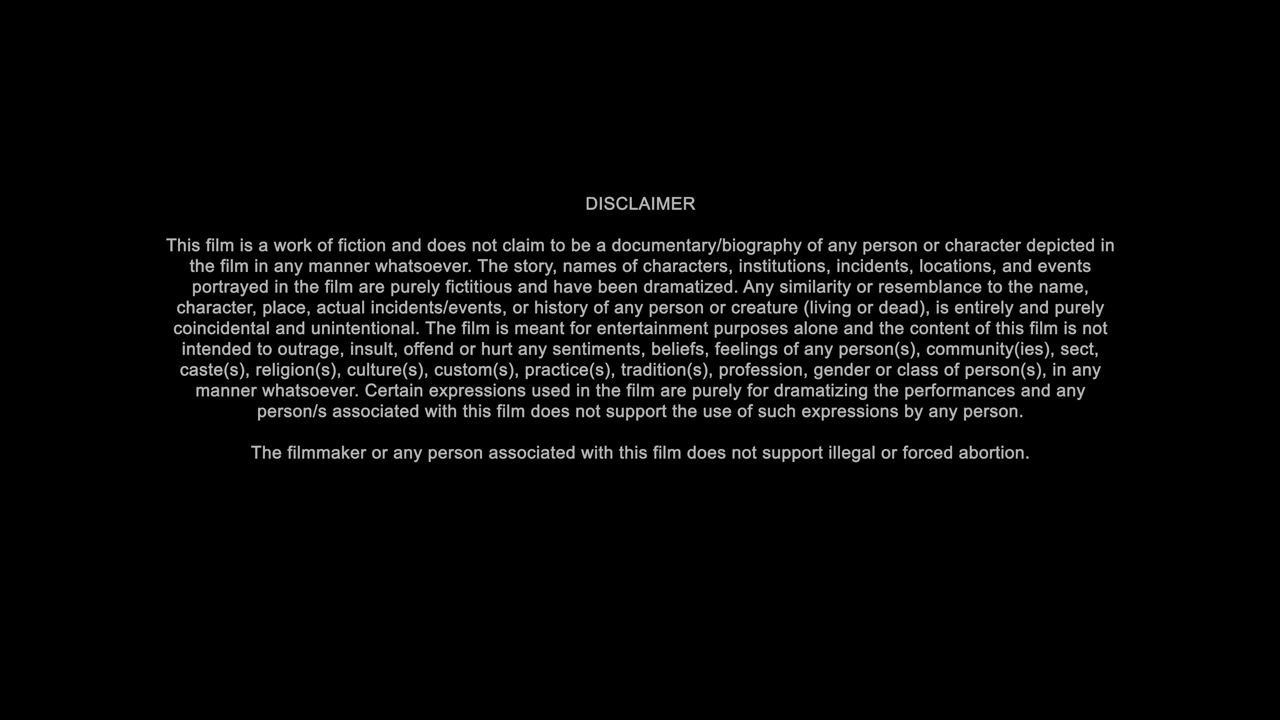 DISCLAIMER
This film is a work of fiction and does not claim to be a documentary/biography of any person or character depicted in
the film in any manner whatsoever. The story, names of characters, institutions, incidents, locations, and events
portrayed in the film are purely fictitious and have been dramatized. Any similarity or resemblance to the name,
character, place, actual incidents/events, or history of any person or creature (living or dead), is entirely and purely
coincidental and unintentional. The film is meant for entertainment purposes alone and the content of this film is not
intended to outrage, insult, offend or hurt any sentiments, beliefs, feelings of any person(s), community(ies), sect,
caste(s), religion(s), culture(s), custom(s), practice(s), tradition(s), profession, gender or class of person(s), in any
manner whatsoever. Certain expressions used in the film are purely for dramatizing the performances and any
person/s associated with this film does not support the use of such expressions by any person.
The filmmaker or any person associated with this film does not support illegal or forced abortion.